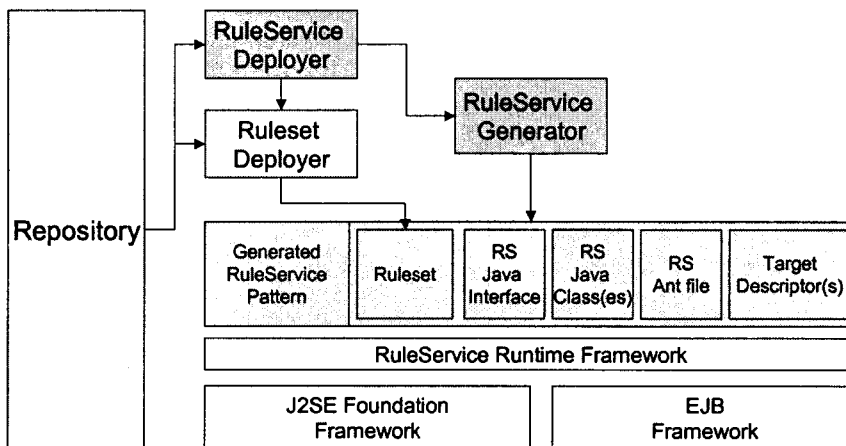 RuleService
Deployer
RuleService
Generator
Ruleset
Deployer
Repository
Generated
RuleService
Pattern
Ruleset
RS
Java
Interface
RS
Java
Class(es)
RS
Ant file
Target
Descriptor(s)
RuleService Runtime Framework
J2SE Foundation
Framework
EJB
Framework